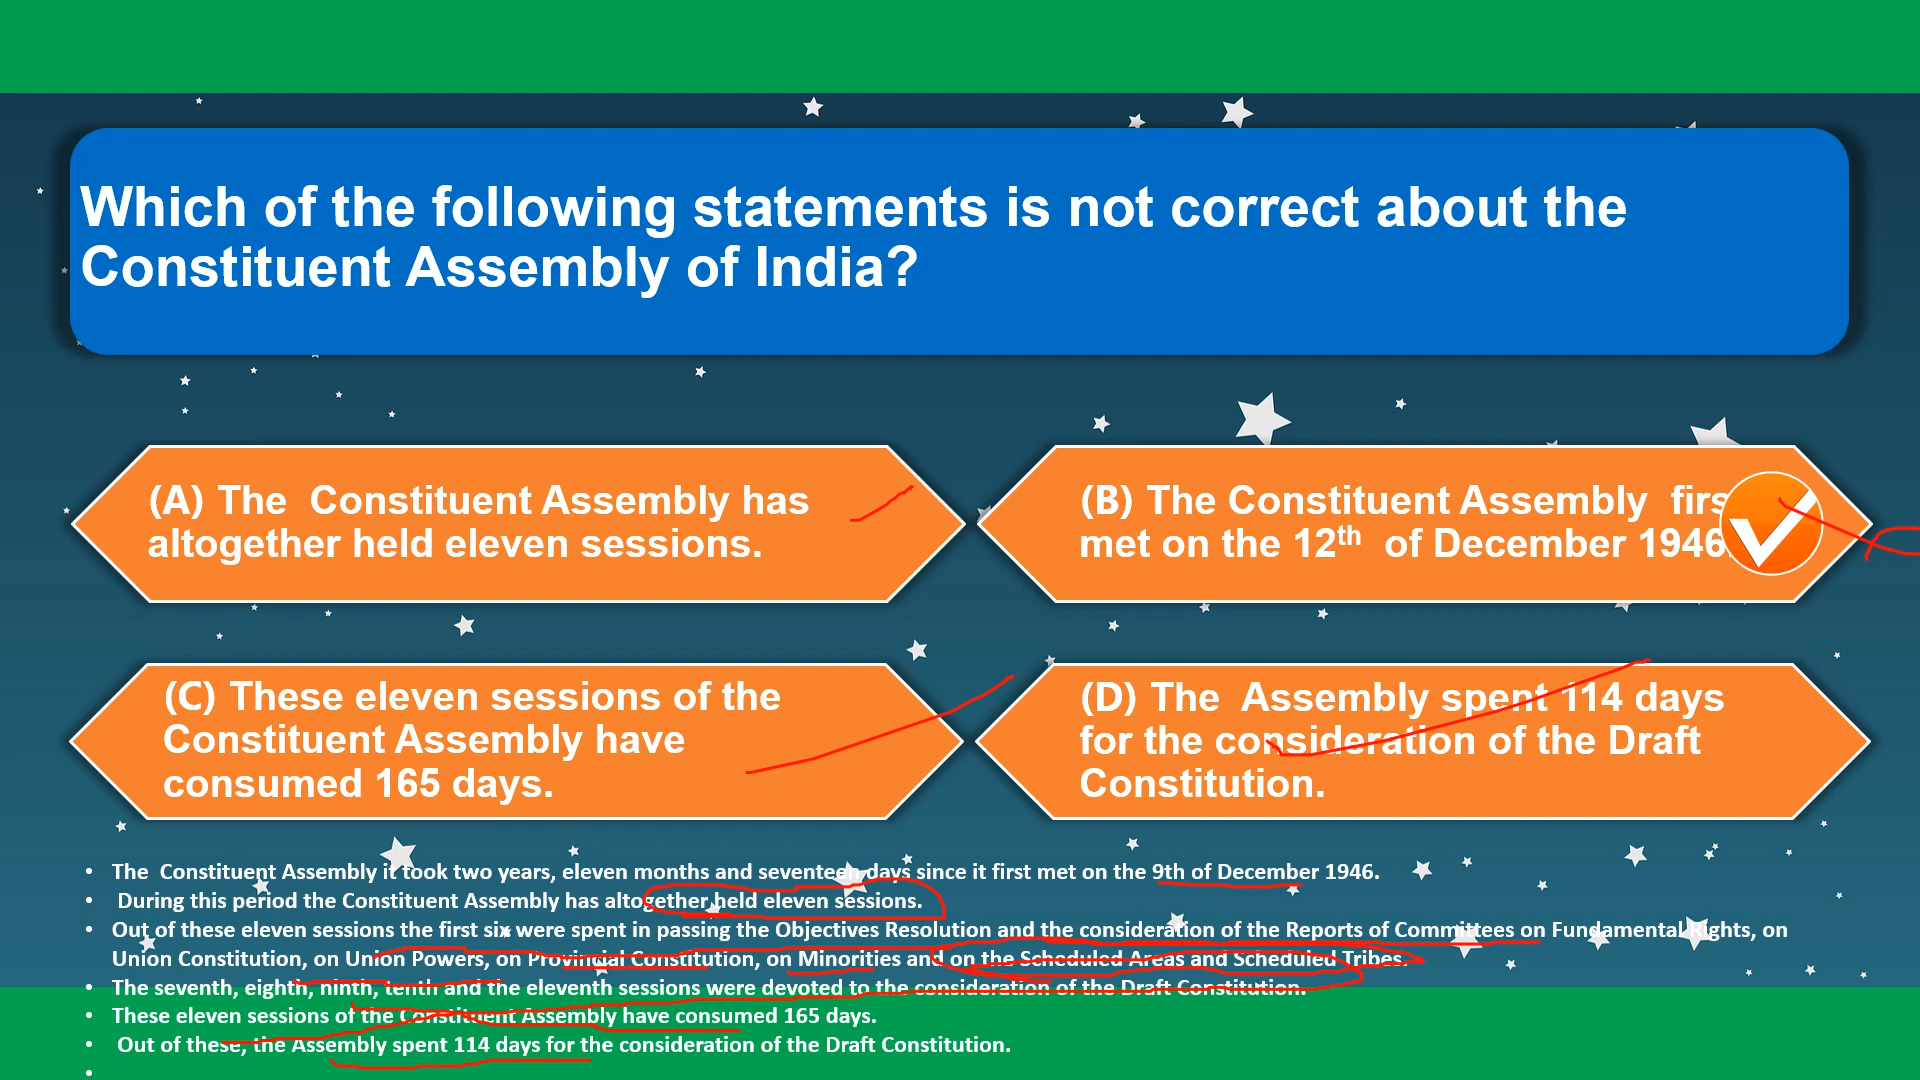 Which of the following statements is not correct about the
Constituent Assembly of India?
(A) The Constituent Assembly has
altogether held eleven sessions.
(B) The Constituent Assembly firs
met on the 12th of December 1946.
(C) These eleven sessions of the
Constituent Assembly have
consumed 165 days.
(D) The Assembly spent 114 days
for the consideration of the Draft
Constitution.
• The Constituent Assembly it took two years, eleven months and seventeen days since it first met on the 9th of December 1946.
• During this period the Constituent Assembly has altogether held eleven sessions.
• Out of these eleven sessions the first six were spent in passing the Objectives Resolution and the consideration of the Reports of Committees on Fundamental Rights, on
Union Constitution, on Union Powers, on Provincial Constitution, on Minorities and on the Scheduled Areas and Scheduled Tribes.
• The seventh, eighth, ninth, tenth and the eleventh sessions were devoted to the consideration of the Draft Constitution.
• These eleven sessions of the Constituent Assembly have consumed 165 days.
• Out of these, the Assembly spent 114 days for the consideration of the Draft Constitution.
•